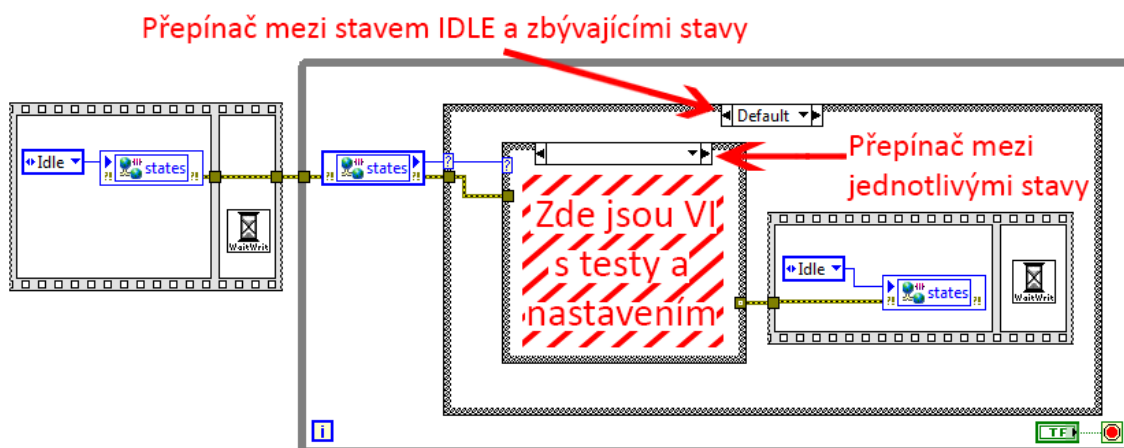 Přepínač mezi stavem IDLE a zbývajícími stavy
Default
Idle
states
WaitWrit
states
Přepínač mezi
jednotlivými stavy
Zde jsou VI
s testy a
nastavením
Idle
states
WaitWrit
i
TF